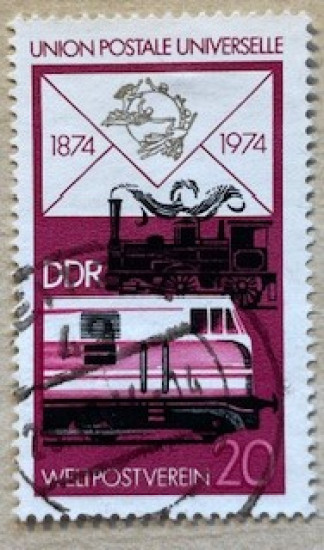 UNION POSTALE UNIVERSELLE
1874 1974
DDR
WELTPOSTVEREIN 20